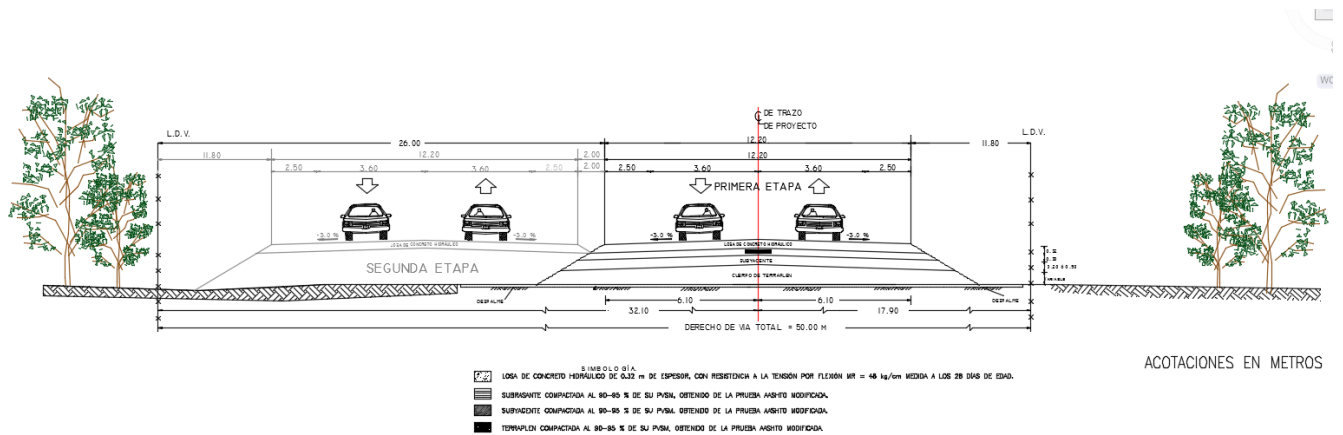 WC
DE TRAZO
DE PROYECTO
L.D.V.
L.D.V.
26.00
12.20
11.80
12.20
2.00
12.20
11.80
2.50
3.60
3.60
2.50
2.00
2.50
3.60
3.60
2.50
PRIMERA ETAPA
-3.0 %
-3.0 %
-3.0 %
-3.0 %
LOSA DE CONCRETO HIDRÁULICO
LOSA DE CONCRETO HIDRÁULICO
SUBYACENTE
SEGUNDA ETAPA
CUERPO DE TERRAPLEN
VARIABLE
DESPALME
DESPALME
6.10
6.10
32.10
17.90
DERECHO DE VIA TOTAL = 50.00 M
ACOTACIONES EN METROS
SIMBOLOGÍA
LOSA DE CONCRETO HIDRÁULICO DE 0.32 m DE ESPESOR, CON RESISTENCIA A LA TENSIÓN POR FLEXIÓN MR = 48 kg/cm MEDIDA A LOS 28 DÍAS DE EDAD.
SUBRASANTE COMPACTADA AL 90-95 % DE SU PVSM, OBTENIDO DE LA PRUEBA AASHTO MODIFICADA.
SUBYACENTE COMPACTADA AL 90-95 % DE SU PVSM, OBTENIDO DE LA PRUEBA AASHTO MODIFICADA.
TERRAPLEN COMPACTADA AL 90-95 % DE SU PVSM, OBTENIDO DE LA PRUEBA AASHTO MODIFICADA